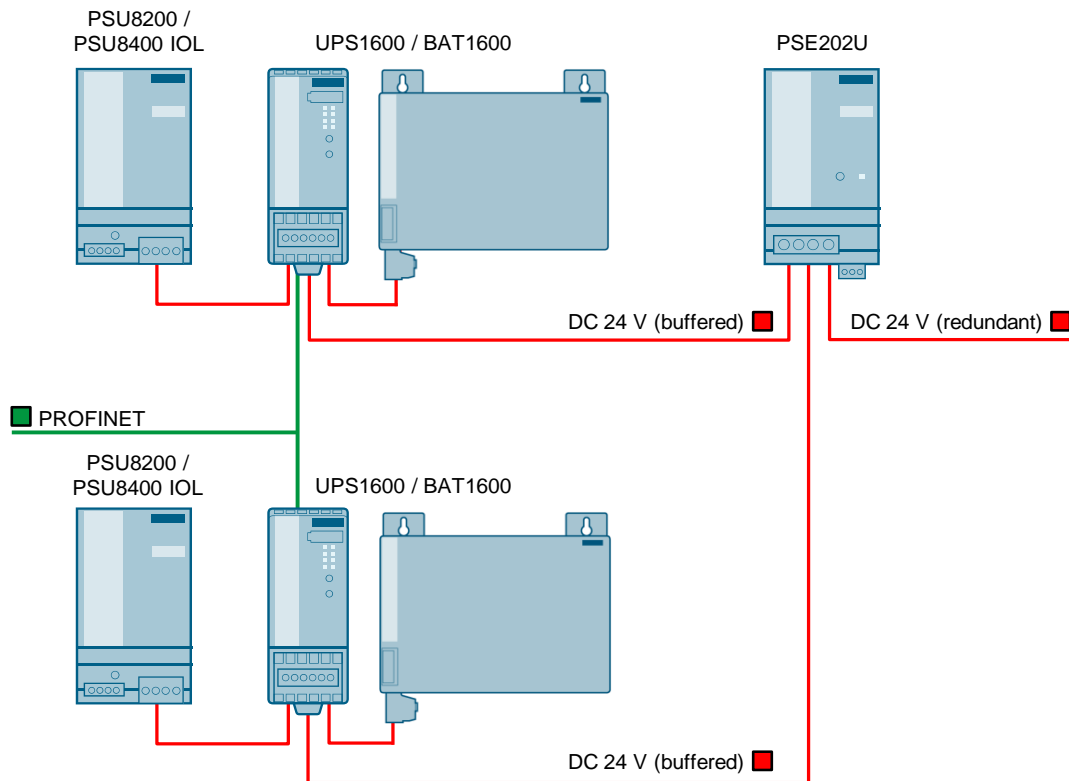 PSU8200 /
PSU8400 IOL
UPS1600 / BAT1600
PSE202U
DC 24 V (buffered)
DC 24 V (redundant)
PROFINET
PSU8200 /
PSU8400 IOL
UPS1600 / BAT1600
DC 24 V (buffered)